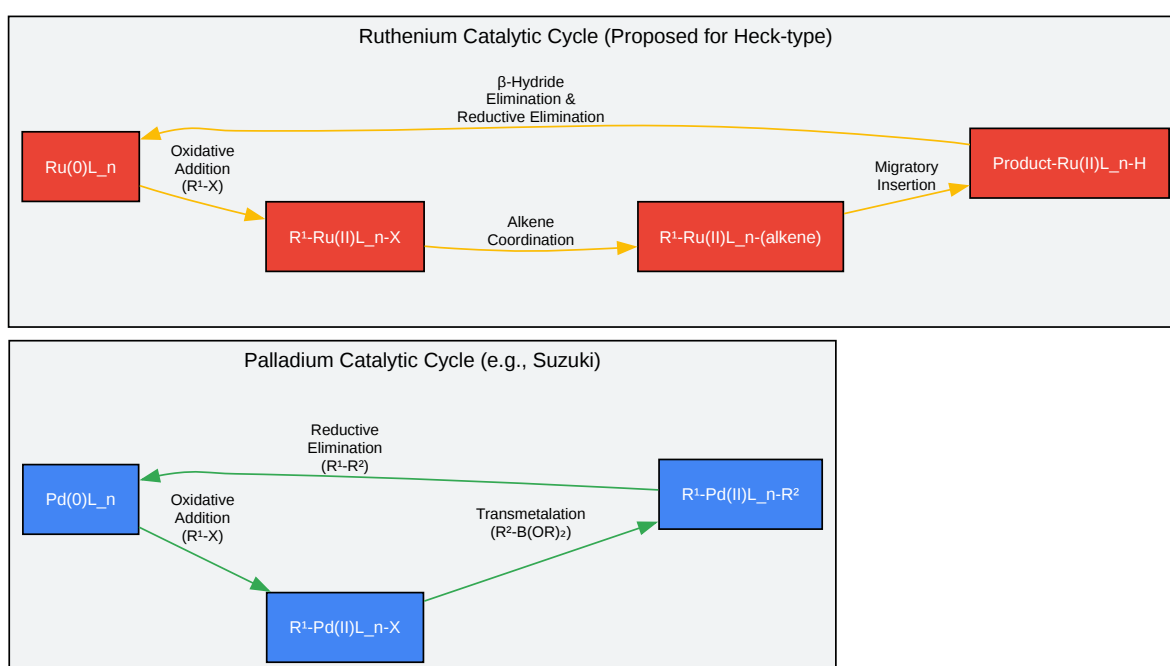 Ruthenium Catalytic Cycle (Proposed for Heck-type)
β-Hydride
Elimination &
Reductive Elimination
Ru(0)L_n
Oxidative
Addition
(R¹-X)
R¹-Ru(II)L_n-X
Alkene
Coordination
R¹-Ru(II)L_n-(alkene)
Migratory
Insertion
Product-Ru(II)L_n-H
Palladium Catalytic Cycle (e.g., Suzuki)
Reductive
Elimination
(R¹-R²)
Pd(0)L_n
Oxidative
Addition
(R¹-X)
R¹-Pd(II)L_n-X
Transmetalation
(R²-B(OR)₂)
R¹-Pd(II)L_n-R²